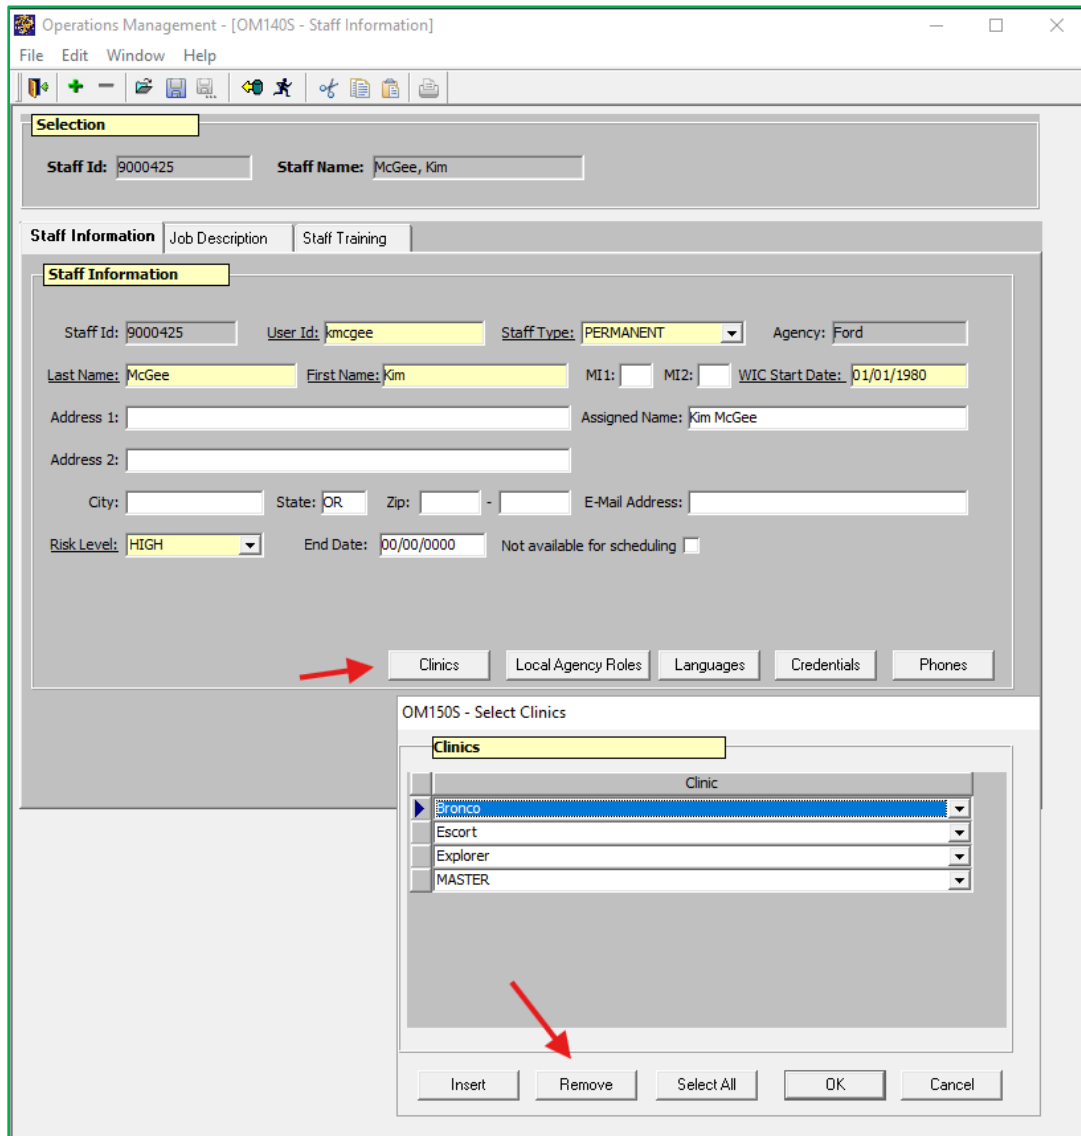 Operations Management - [OM140S - Staff Information]
File Edit Window Help
Selection
Staff Id: 9000425 Staff Name: McGee, Kim
Staff Information Job Description Staff Training
Staff Information
Staff Id: 9000425 User Id: kmcgee Staff Type: PERMANENT Agency: Ford
Last Name: McGee First Name: Kim MI1: MI2: WIC Start Date: 01/01/1980
Address 1: Assigned Name: Kim McGee
Address 2:
City: State: OR Zip: - E-Mail Address:
Risk Level: HIGH End Date: 00/00/0000 Not available for scheduling
Clinics Local Agency Roles Languages Credentials Phones
OM150S - Select Clinics
Clinics
Clinic
Bronco
Escort
Explorer
MASTER
Insert Remove Select All OK Cancel